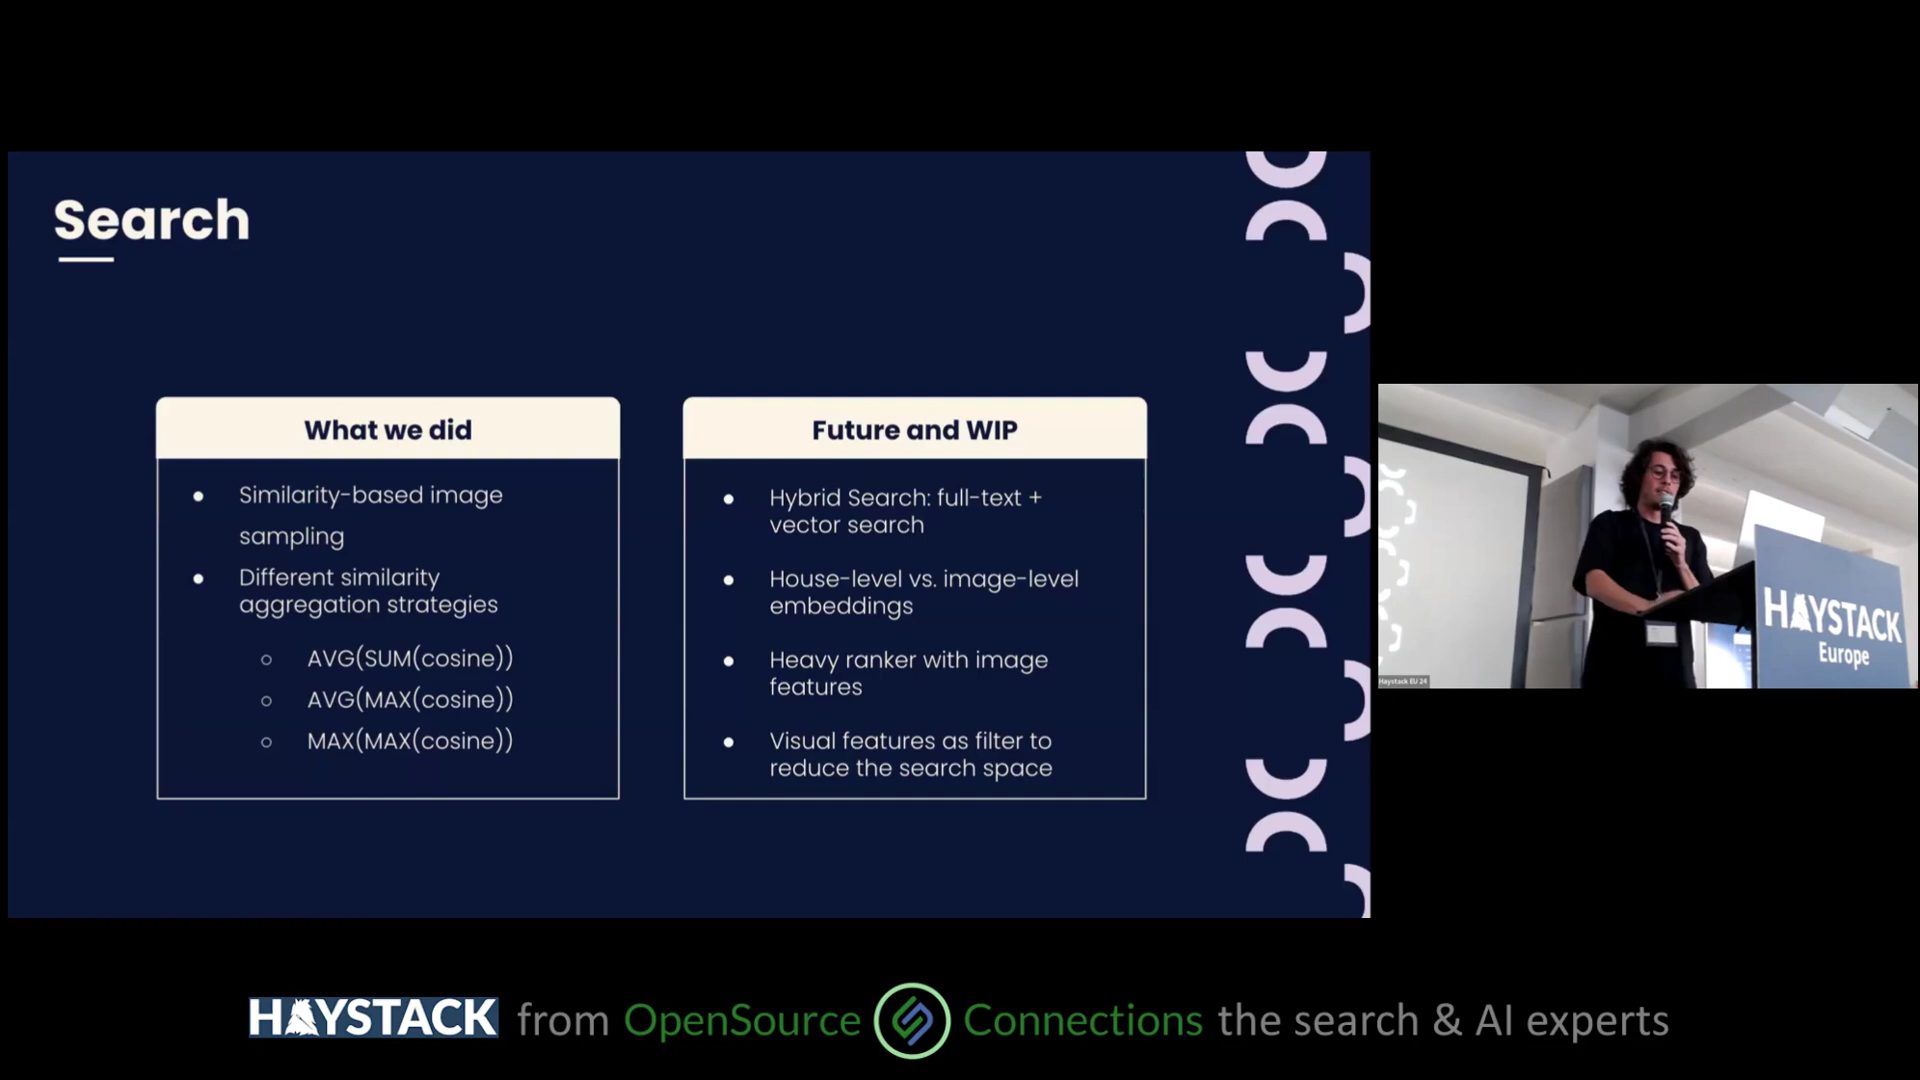 Search
What we did
Similarity-based image
sampling
Different similarity
aggregation strategies
AVG(SUM(cosine))
AVG(MAX(cosine))
MAX(MAX(cosine))
Future and WIP
Hybrid Search: full-text +
vector search
House-level vs. image-level
embeddings
Heavy ranker with image
features
Visual features as filter to
reduce the search space
HAYSTACK
Europe
Haystack EU 24
HAYSTACK from OpenSource Connections the search & AI experts